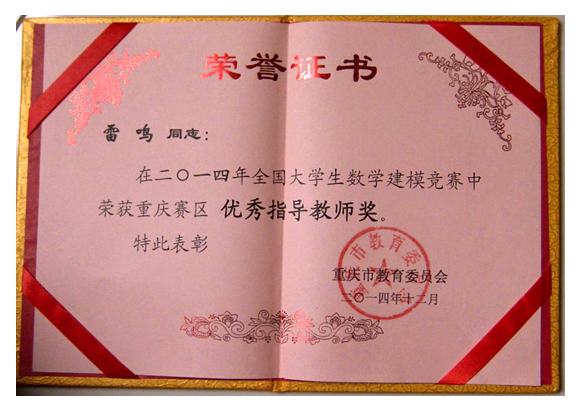 荣誉证书
雷鸣 同志：
在二〇一四年全国大学生数学建模竞赛中
荣获重庆赛区 优秀指导教师奖。
特此表彰
重庆市教育委员会
二〇一四年十二月